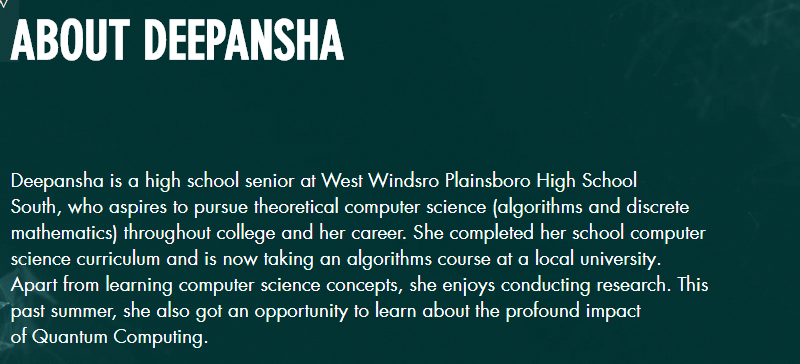 ABOUT DEEPANSHA
Deepansha is a high school senior at West Windsro Plainsboro High School
South, who aspires to pursue theoretical computer science (algorithms and discrete
mathematics) throughout college and her career. She completed her school computer
science curriculum and is now taking an algorithms course at a local university.
Apart from learning computer science concepts, she enjoys conducting research. This
past summer, she also got an opportunity to learn about the profound impact
of Quantum Computing.